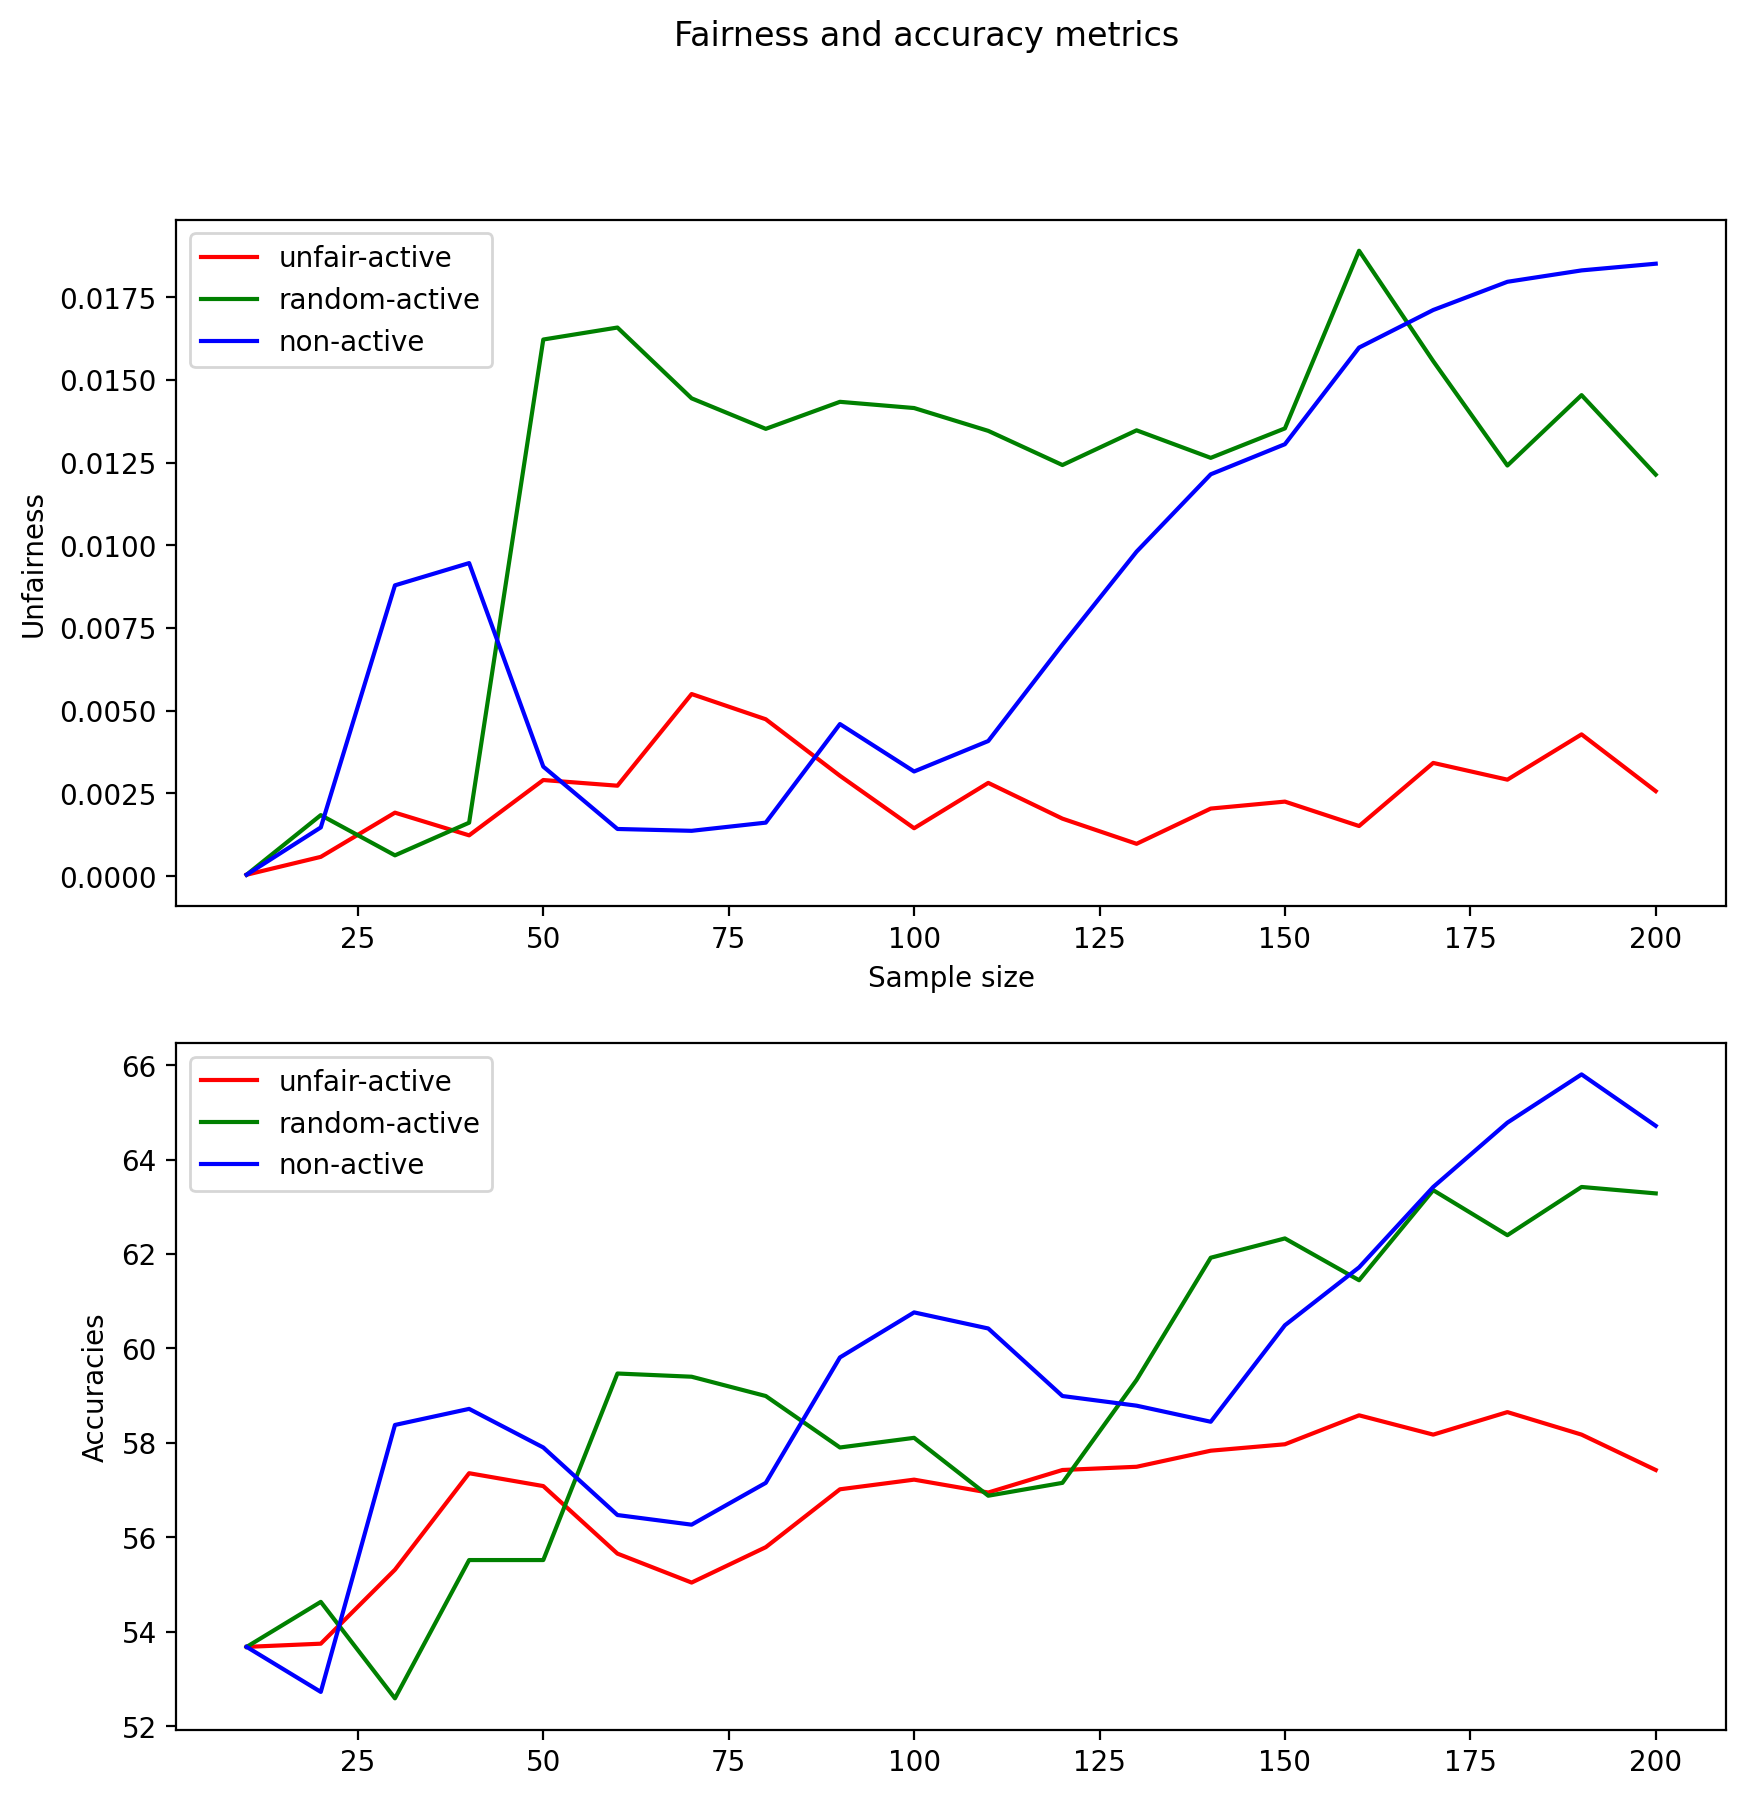 Fairness and accuracy metrics
unfair-active
random-active
non-active
0.0175
0.0150
0.0125
0.0100
0.0075
0.0050
0.0025
0.0000
Unfairness
25 50 75 100 125 150 175 200
Sample size
unfair-active
random-active
non-active
66
64
62
60
58
56
54
52
Accuracies
25 50 75 100 125 150 175 200